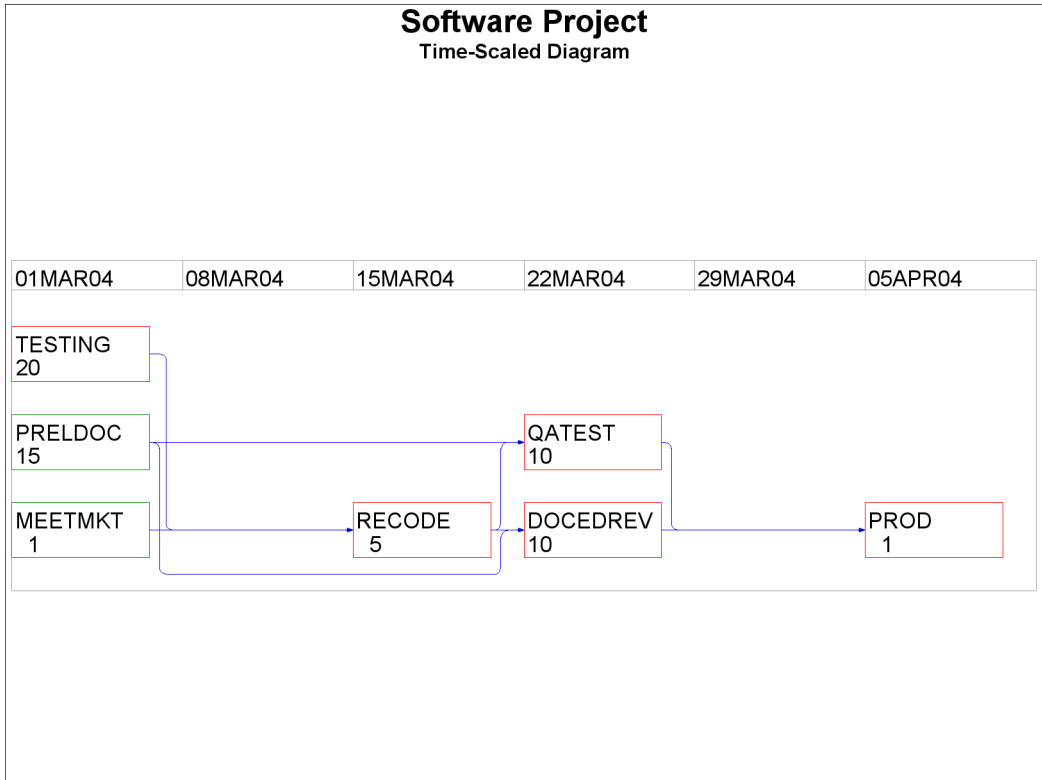 Software Project
Time-Scaled Diagram
01MAR04 08MAR04 15MAR04 22MAR04 29MAR04 05APR04
TESTING
20
PRELDOC
15
QATEST
10
MEETMKT
1
RECODE
5
DOCEDREV
10
PROD
1